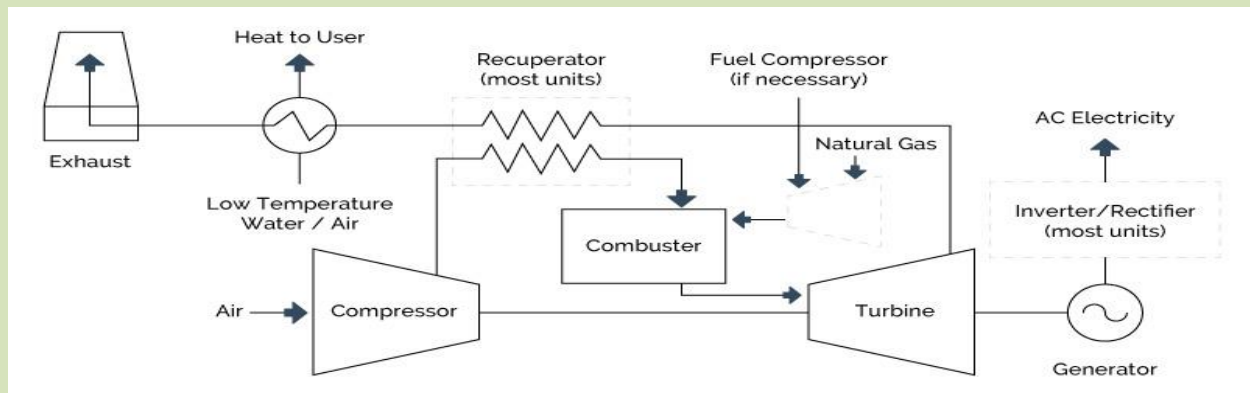 Heat to User
Recuperator
(most units)
Fuel Compressor
(if necessary)
AC Electricity
Natural Gas
Exhaust
Low Temperature
Water / Air
Combuster
Inverter/Rectifier
(most units)
Air
Compressor
Turbine
Generator